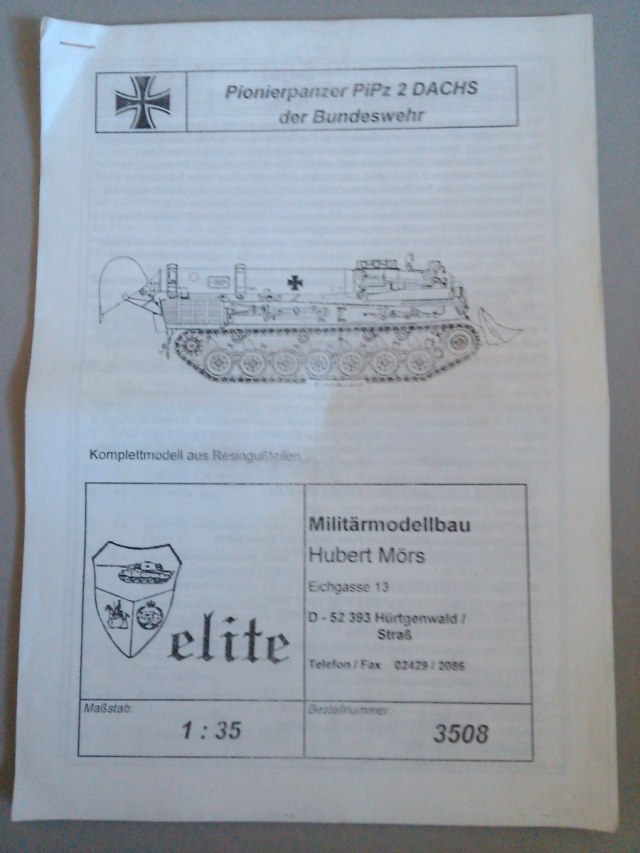 Pionierpanzer PiPz 2 DACHS
der Bundeswehr
Komplettmodell aus Resingußteilen
Militärmodellbau
Hubert Mörs
Eichgasse 13
D - 52 393 Hürtgenwald /
Straß
Telefon / Fax 02429 / 2086
elite
Maßstab:
1 : 35
Bestellnummer:
3508